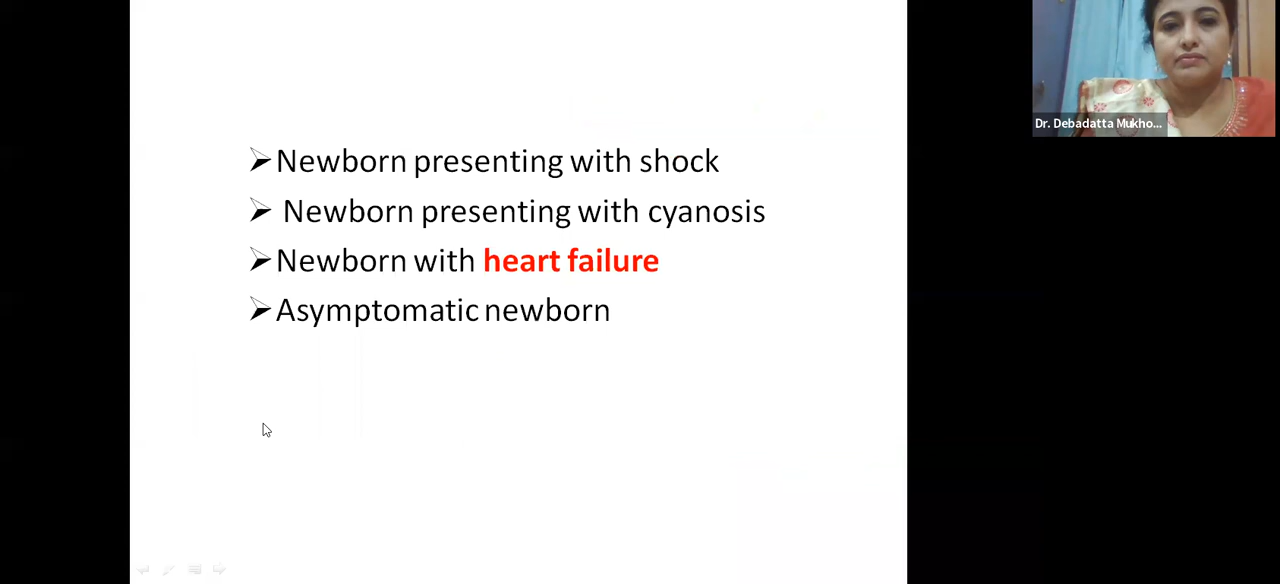 Newborn presenting with shock
Newborn presenting with cyanosis
Newborn with heart failure
Asymptomatic newborn
Dr. Debadatta Mukho...